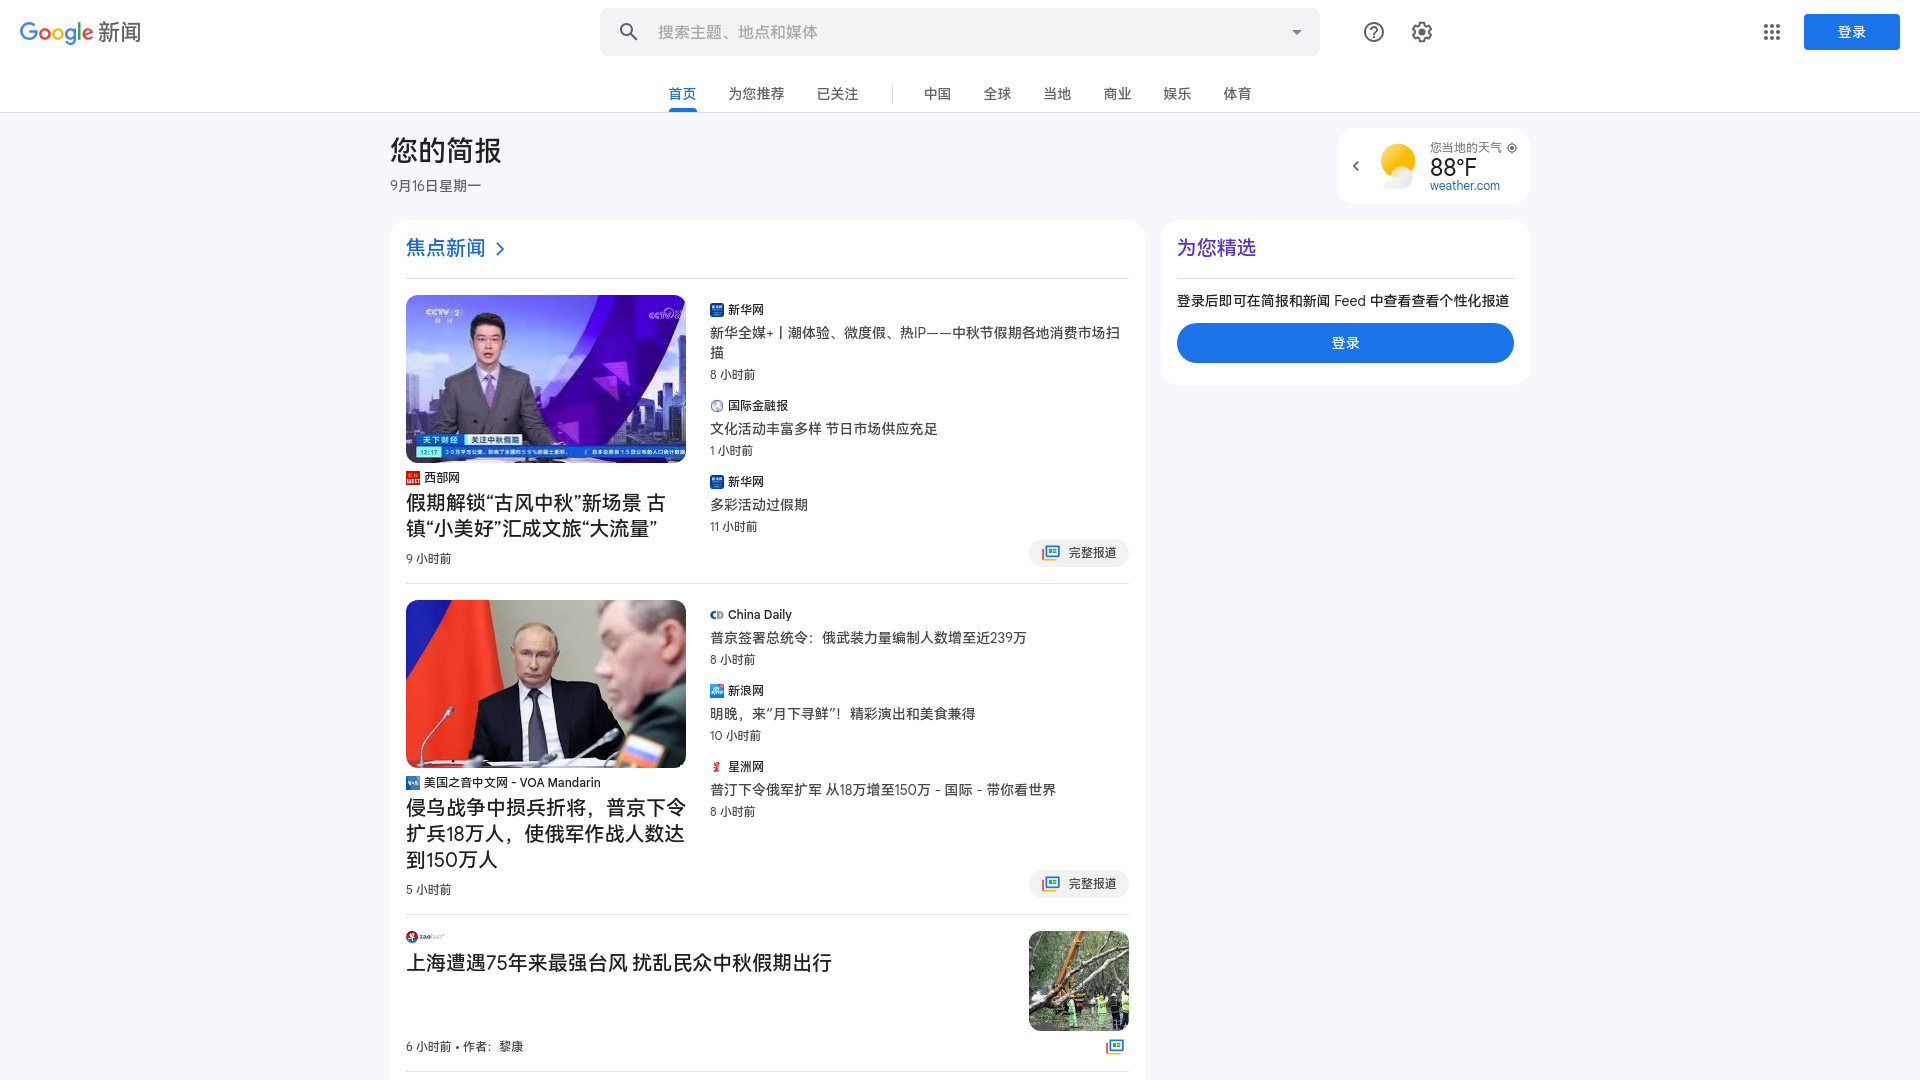 Google 新闻
搜索主题、地点和媒体
登录
首页
为您推荐
已关注
中国
全球
当地
商业
娱乐
体育
您的简报
9月16日星期一
您当地的天气
88°F
weather.com
焦点新闻
西部网
假期解锁“古风中秋”新场景 古
镇“小美好”汇成文旅“大流量”
9 小时前
新华网
新华全媒+丨潮体验、微度假、热IP——中秋节假期各地消费市场扫
描
8 小时前
国际金融报
文化活动丰富多样 节日市场供应充足
1 小时前
新华网
多彩活动过假期
11 小时前
完整报道
天下财经
关注中秋假期
12:17
美国之音中文网 - VOA Mandarin
侵乌战争中损兵折将，普京下令
扩兵18万人，使俄军作战人数达
到150万人
5 小时前
China Daily
普京签署总统令：俄武装力量编制人数增至近239万
8 小时前
新浪网
明晚，来“月下寻鲜”！精彩演出和美食兼得
10 小时前
星洲网
普汀下令俄军扩军 从18万增至150万 - 国际 - 带你看世界
8 小时前
完整报道
zaobao
上海遭遇75年来最强台风 扰乱民众中秋假期出行
6 小时前 • 作者：黎康
为您精选
登录后即可在简报和新闻 Feed 中查看查看个性化报道
登录